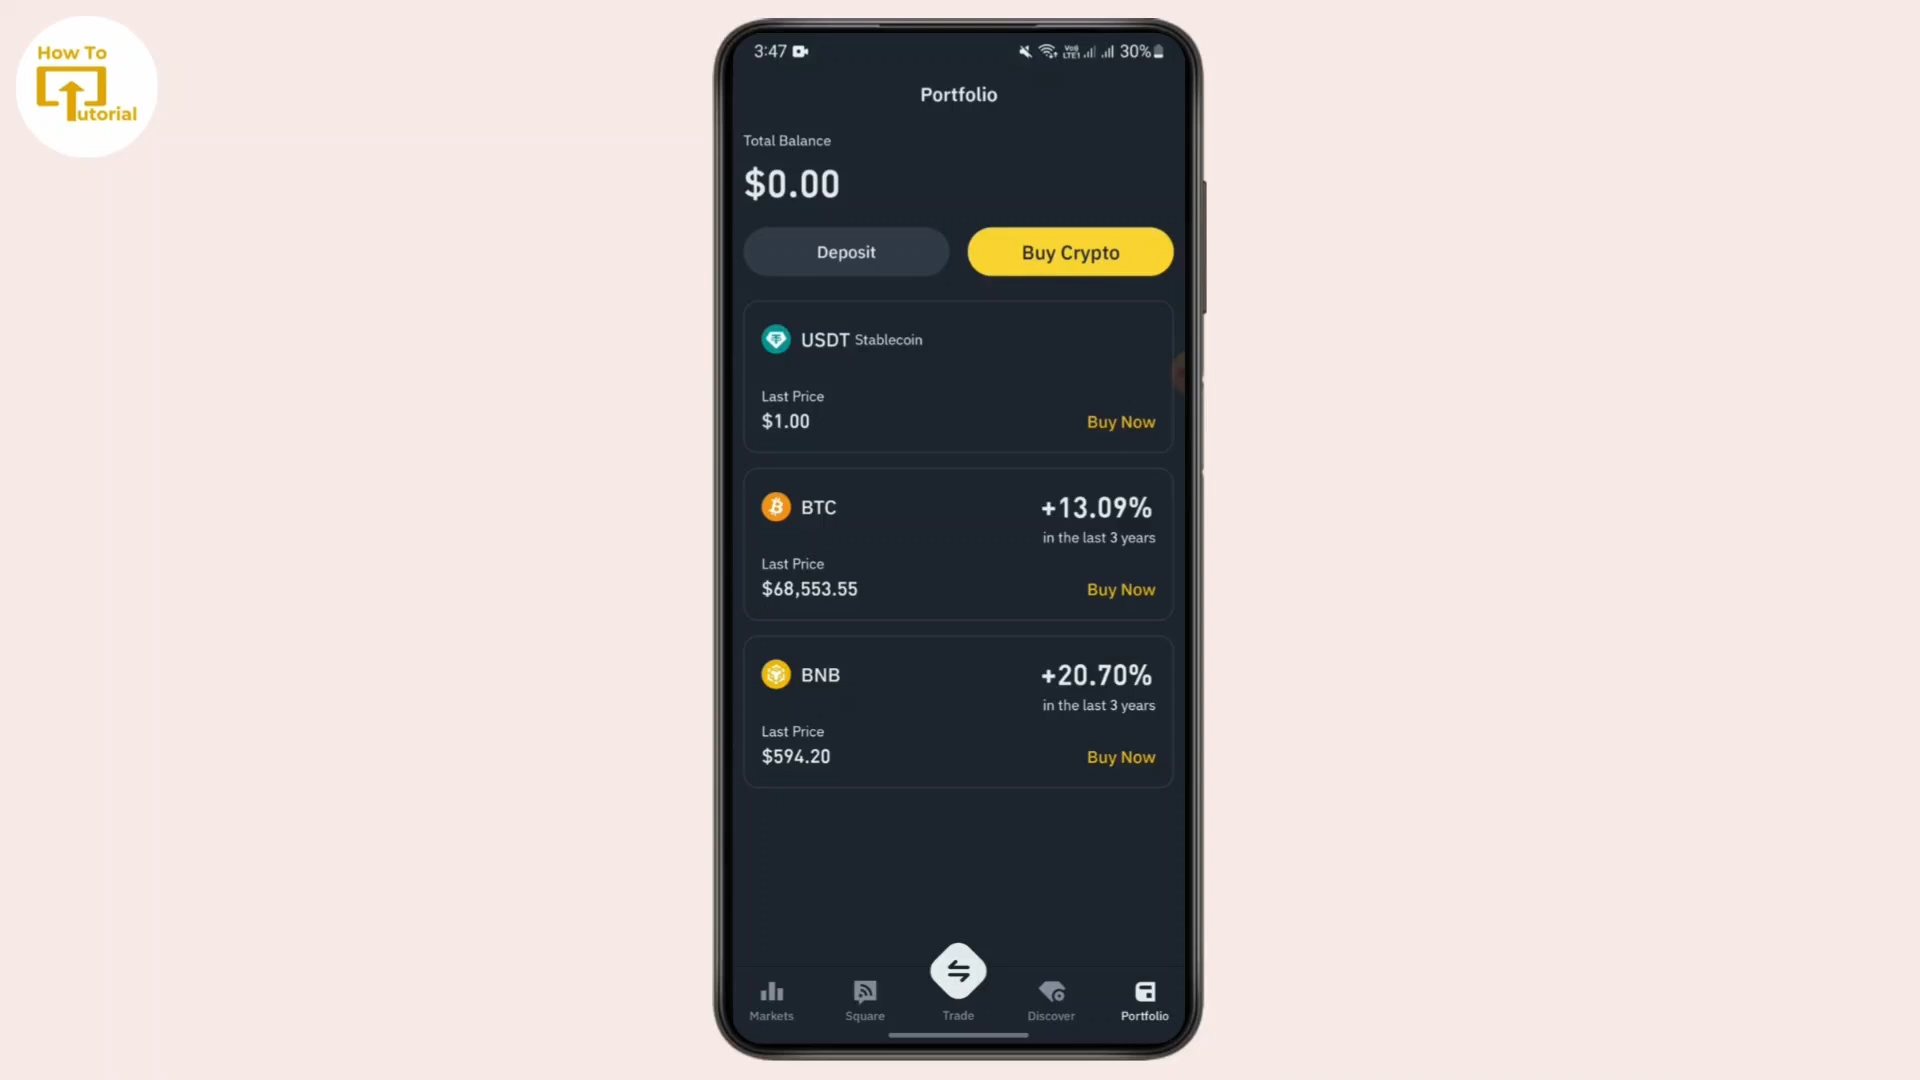 How To
utorial
3:47
Vo)) LTE1
30%
Portfolio
Total Balance
$0.00
Deposit
Buy Crypto
USDT Stablecoin
Last Price
$1.00
Buy Now
BTC
+13.09%
in the last 3 years
Last Price
$68,553.55
Buy Now
BNB
+20.70%
in the last 3 years
Last Price
$594.20
Buy Now
Markets
Square
Trade
Discover
Portfolio